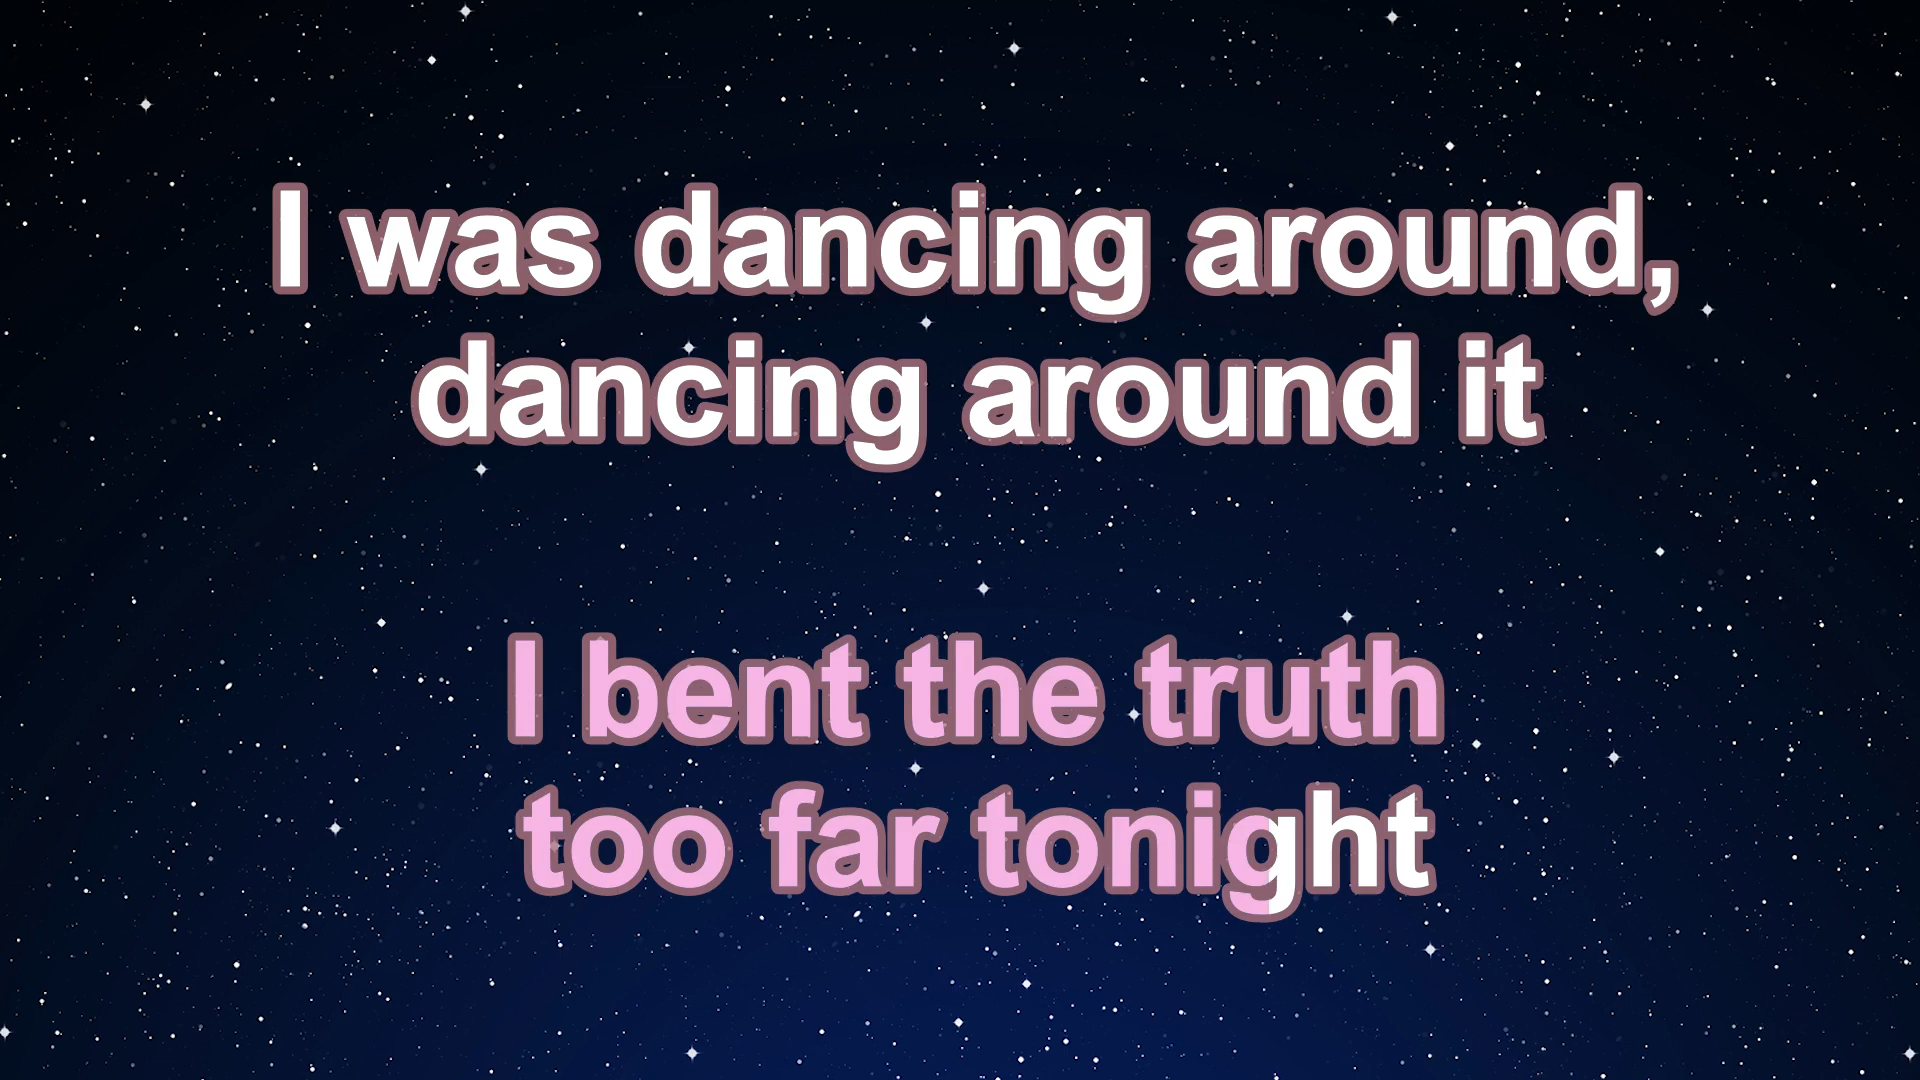 I was dancing around,
dancing around it
I bent the truth
too far tonight